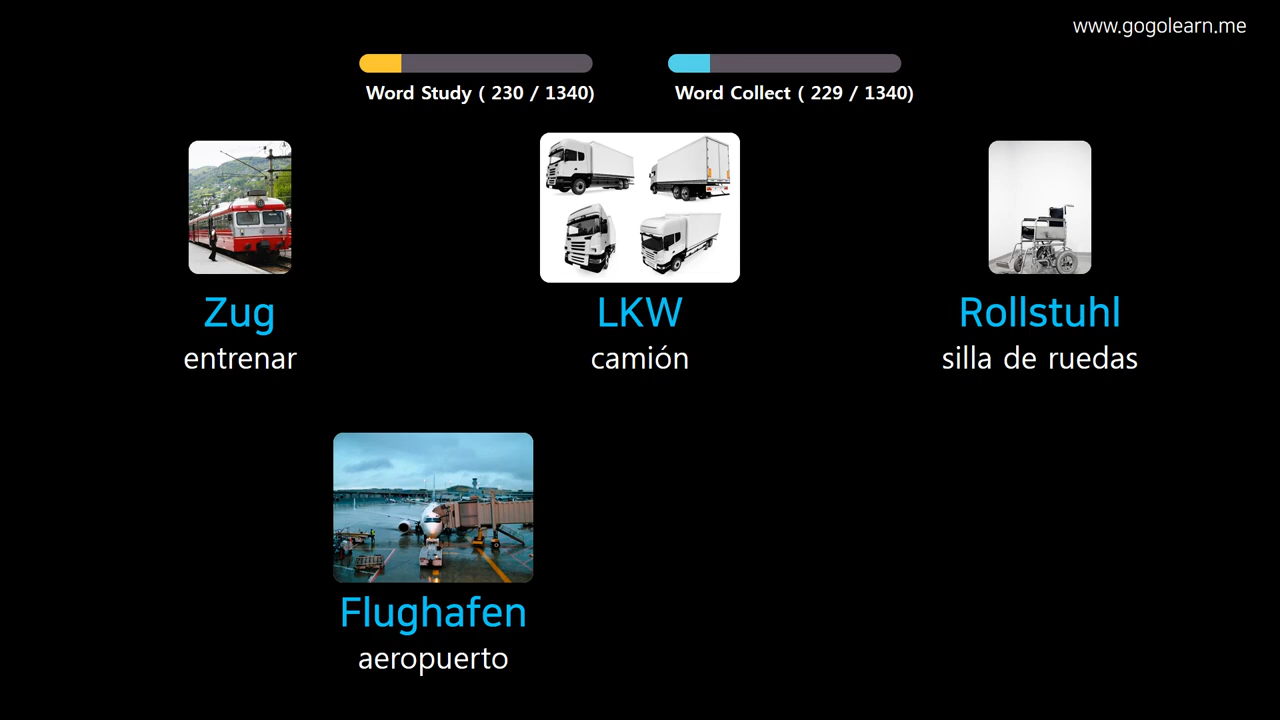 www.gogolearn.me
Word Study ( 230 / 1340)
Word Collect ( 229 / 1340)
Zug
entrenar
LKW
camión
Rollstuhl
silla de ruedas
Flughafen
aeropuerto